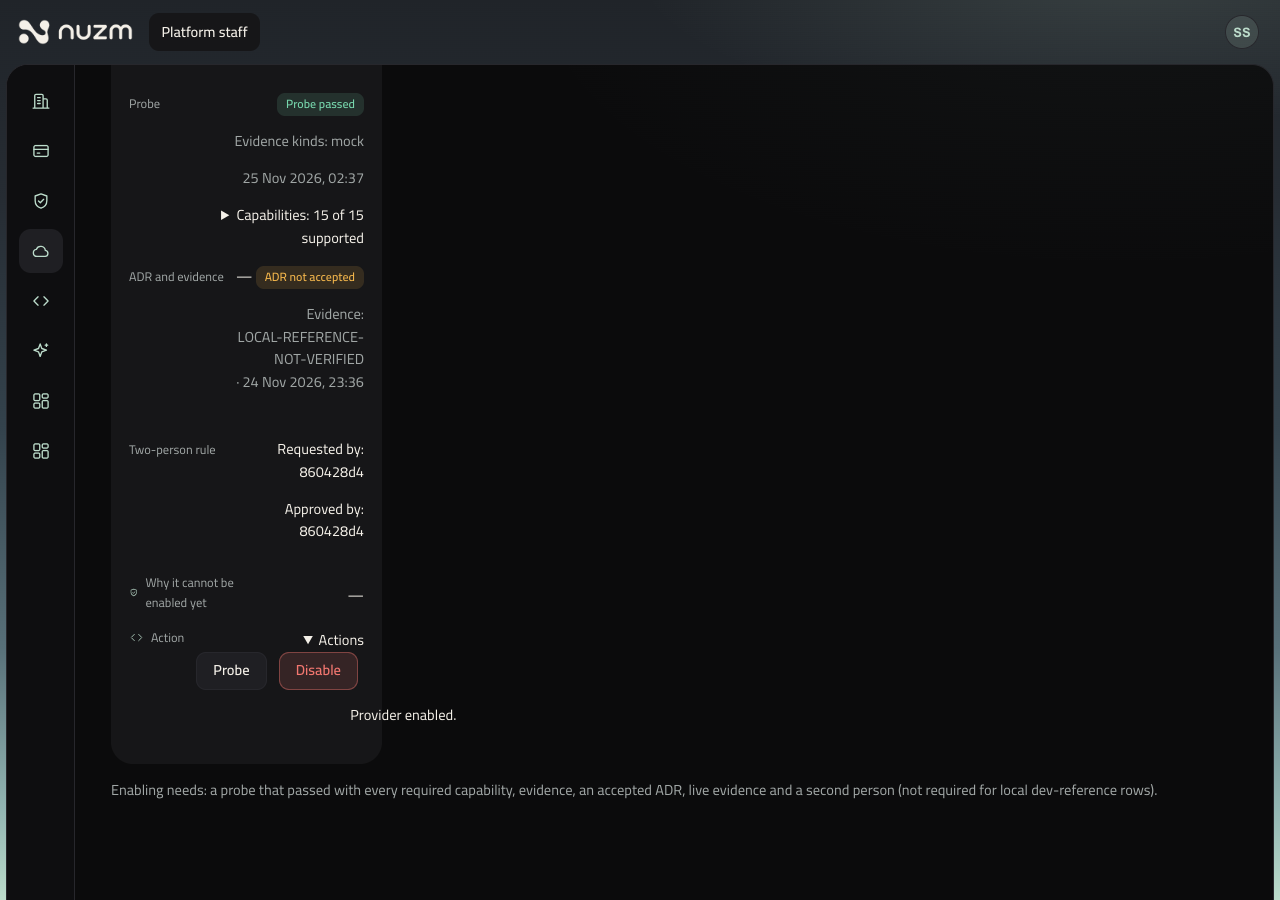 nuzm
Platform staff
SS
Probe
Probe passed
Evidence kinds: mock
25 Nov 2026, 02:37
▶ Capabilities: 15 of 15
supported
ADR and evidence
— ADR not accepted
Evidence:
LOCAL-REFERENCE-
NOT-VERIFIED
· 24 Nov 2026, 23:36
Two-person rule
Requested by:
860428d4
Approved by:
860428d4
Why it cannot be
enabled yet
—
Action
▼ Actions
Probe
Disable
Provider enabled.
Enabling needs: a probe that passed with every required capability, evidence, an accepted ADR, live evidence and a second person (not required for local dev-reference rows).